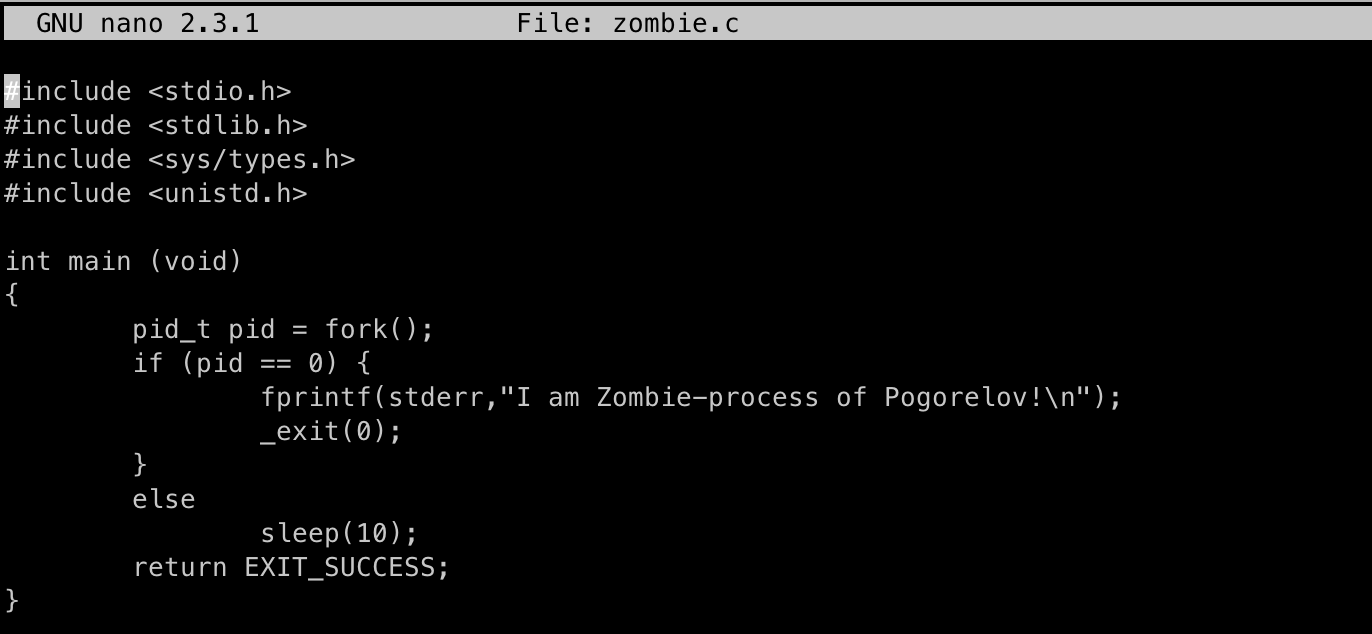 GNU nano 2.3.1 File: zombie.c
#include <stdio.h>
#include <stdlib.h>
#include <sys/types.h>
#include <unistd.h>
int main (void)
{
        pid_t pid = fork();
        if (pid == 0) {
                fprintf(stderr,"I am Zombie-process of Pogorelov!\n");
                _exit(0);
        }
        else
                sleep(10);
        return EXIT_SUCCESS;
}